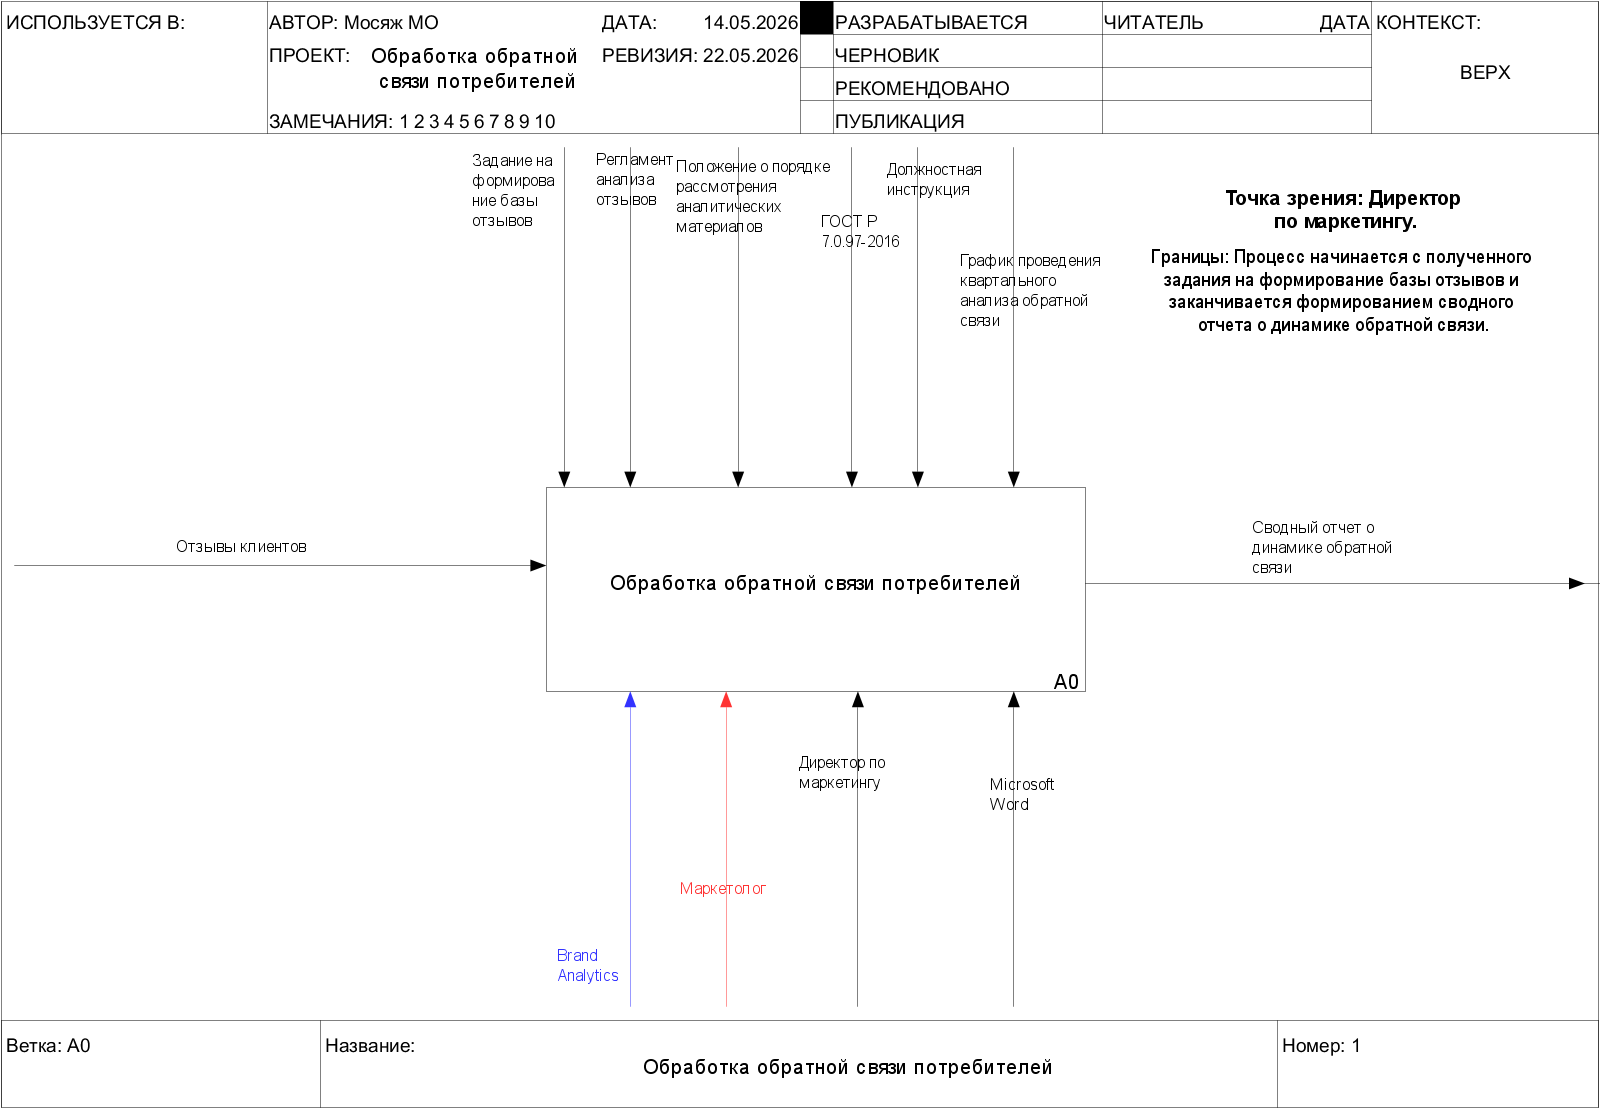 ИСПОЛЬЗУЕТСЯ В:
АВТОР: Мосяж МО
ДАТА: 14.05.2026
ПРОЕКТ: Обработка обратной
связи потребителей
РЕВИЗИЯ: 22.05.2026
ЗАМЕЧАНИЯ: 1 2 3 4 5 6 7 8 9 10
РАЗРАБАТЫВАЕТСЯ
ЧЕРНОВИК
РЕКОМЕНДОВАНО
ПУБЛИКАЦИЯ
ЧИТАТЕЛЬ ДАТА
КОНТЕКСТ:
ВЕРХ
Задание на
формирова
ние базы
отзывов
Регламент
анализа
отзывов
Положение о порядке
рассмотрения
аналитических
материалов
ГОСТ Р
7.0.97-2016
Должностная
инструкция
График проведения
квартального
анализа обратной
связи
Точка зрения: Директор
по маркетингу.
Границы: Процесс начинается с полученного
задания на формирование базы отзывов и
заканчивается формированием сводного
отчета о динамике обратной связи.
Отзывы клиентов
Обработка обратной связи потребителей
A0
Сводный отчет о
динамике обратной
связи
Директор по
маркетингу
Microsoft
Word
Маркетолог
Brand
Analytics
Ветка: A0
Название:
Обработка обратной связи потребителей
Номер: 1